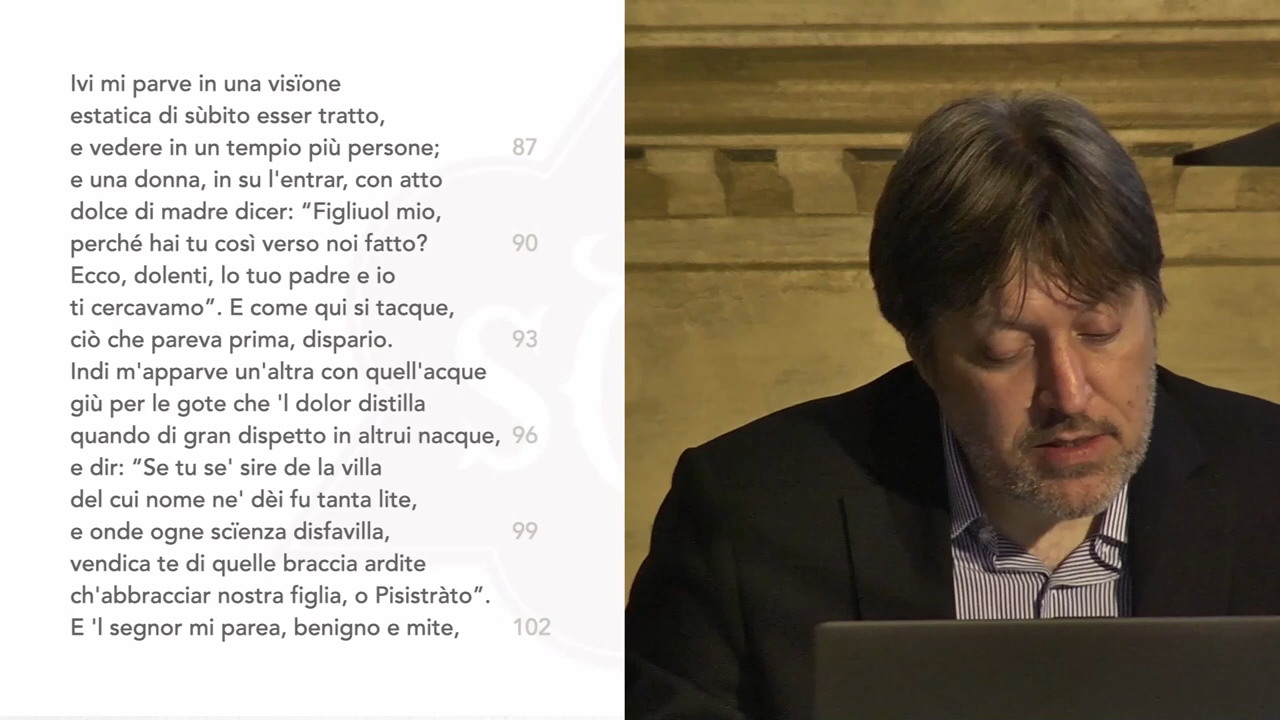 Ivi mi parve in una visïone
estatica di sùbito esser tratto,
e vedere in un tempio più persone; 87
e una donna, in su l'entrar, con atto
dolce di madre dicer: “Figliuol mio,
perché hai tu così verso noi fatto? 90
Ecco, dolenti, lo tuo padre e io
ti cercavamo”. E come qui si tacque,
ciò che pareva prima, dispario. 93
Indi m'apparve un'altra con quell'acque
giù per le gote che 'l dolor distilla
quando di gran dispetto in altrui nacque, 96
e dir: “Se tu se' sire de la villa
del cui nome ne' dèi fu tanta lite,
e onde ogne scïenza disfavilla, 99
vendica te di quelle braccia ardite
ch'abbracciar nostra figlia, o Pisistràto”.
E 'l segnor mi parea, benigno e mite, 102